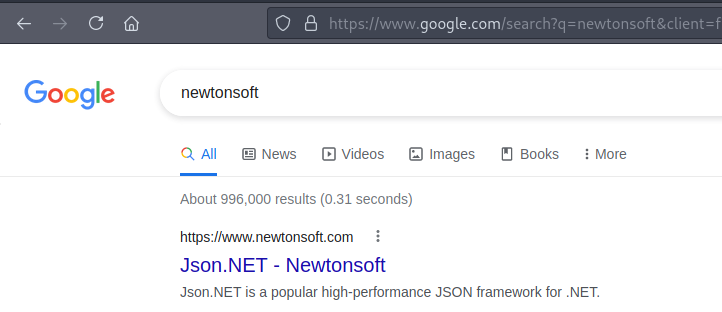 https://www.google.com/search?q=newtonsoft&client=f
Google
newtonsoft
All News Videos Images Books More
About 996,000 results (0.31 seconds)
https://www.newtonsoft.com
Json.NET - Newtonsoft
Json.NET is a popular high-performance JSON framework for .NET.